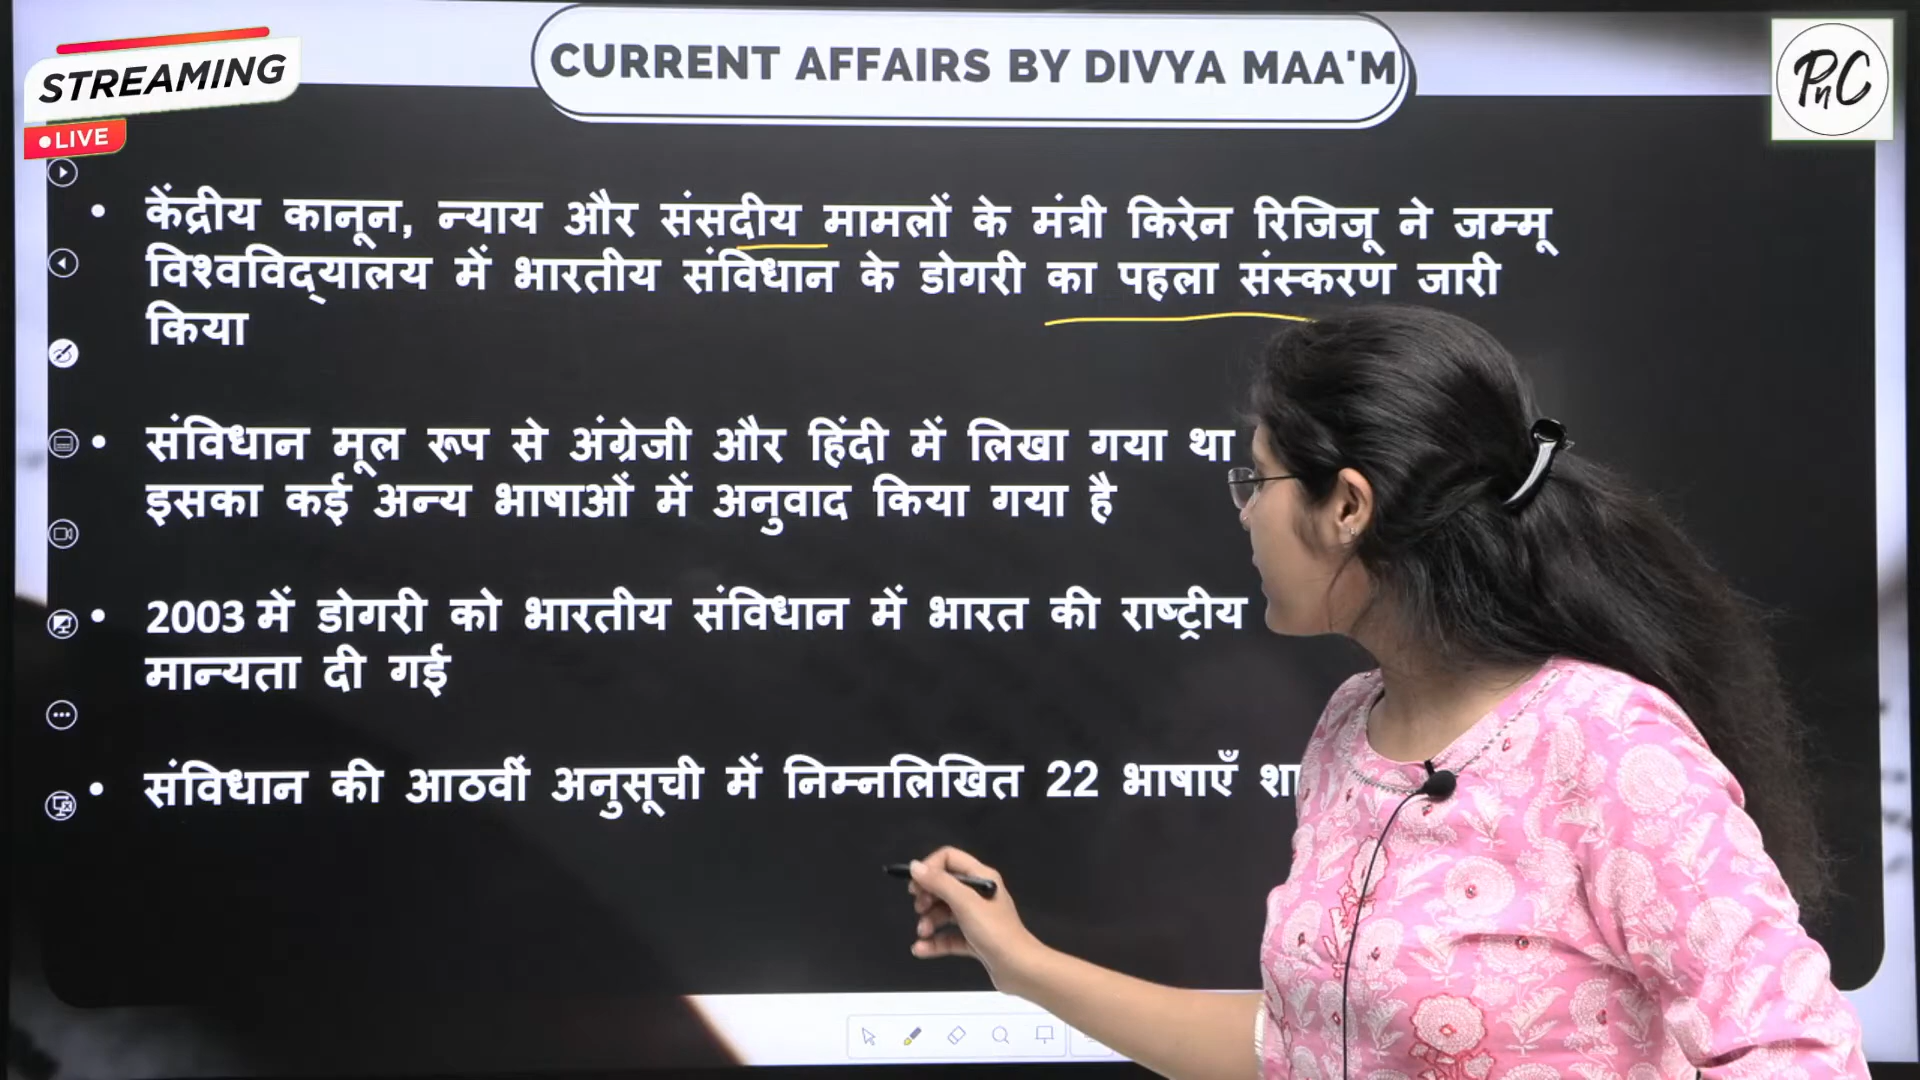 STREAMING
LIVE
CURRENT AFFAIRS BY DIVYA MAA'M
PnC
• केंद्रीय कानून, न्याय और संसदीय मामलों के मंत्री किरेन रिजिजू ने जम्मू
विश्वविद्यालय में भारतीय संविधान के डोगरी का पहला संस्करण जारी
किया
• संविधान मूल रूप से अंग्रेजी और हिंदी में लिखा गया था
इसका कई अन्य भाषाओं में अनुवाद किया गया है
• 2003 में डोगरी को भारतीय संविधान में भारत की राष्ट्रीय
मान्यता दी गई
• संविधान की आठवीं अनुसूची में निम्नलिखित 22 भाषाएँ